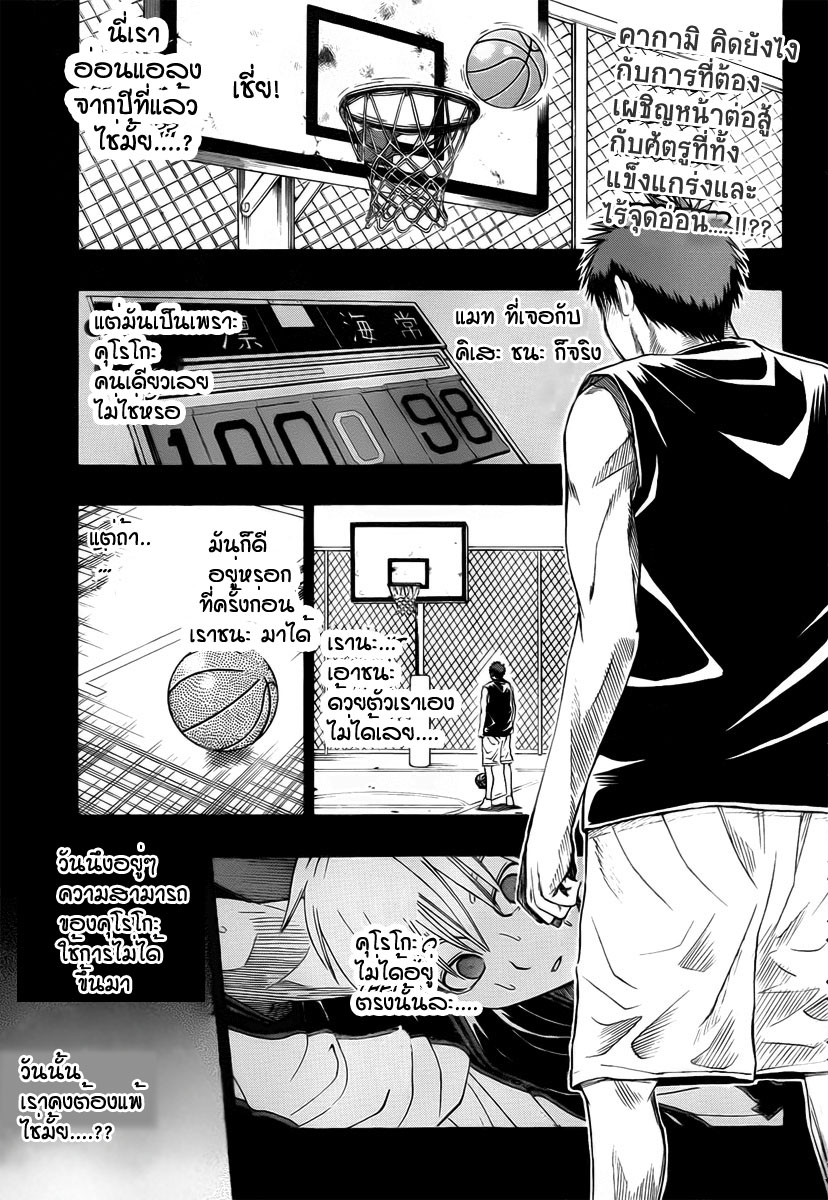 คากามิ คิดยังไง
กับการที่ต้อง
เผชิญหน้าต่อสู้
กับศัตรูที่ทั้ง
แข็งแกร่งและ
ไร้จุดอ่อน.....!!??
เชี่ย!
นี่เรา
อ่อนแอลง
จากปีที่แล้ว
ใช่มั้ย....?
แมท ที่เจอกับ
คิเสะ ชนะ ก็จริง
แต่มันเป็นเพราะ
คุโรโกะ
คนเดียวเลย
ไม่ใช่หรือ
凛 海常
100 0 98
มันก็ดี
อยู่หรอก
ที่ครั้งก่อน
เราชนะ มาได้
แต่ถ้า..
เรานะ...
เอาชนะ
ด้วยตัวเราเอง
ไม่ได้เลย....
วันนึงอยู่ๆ
ความสามารถ
ของคุโรโกะ
ใช้การไม่ได้
ขึ้นมา
คุโรโกะ
ไม่ได้อยู่
ตรงนั้นละ....
วันนั้น
เราคงต้องแพ้
ใช่มั้ย....??